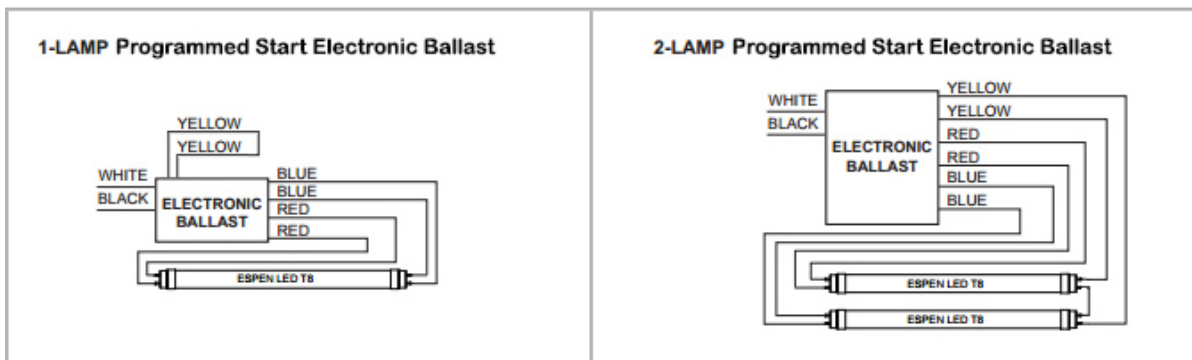 1-LAMP Programmed Start Electronic Ballast
YELLOW
YELLOW
WHITE
BLACK
ELECTRONIC
BALLAST
BLUE
BLUE
RED
RED
ESPEN LED T8
2-LAMP Programmed Start Electronic Ballast
WHITE
BLACK
ELECTRONIC
BALLAST
YELLOW
YELLOW
RED
RED
BLUE
BLUE
ESPEN LED T8
ESPEN LED T8